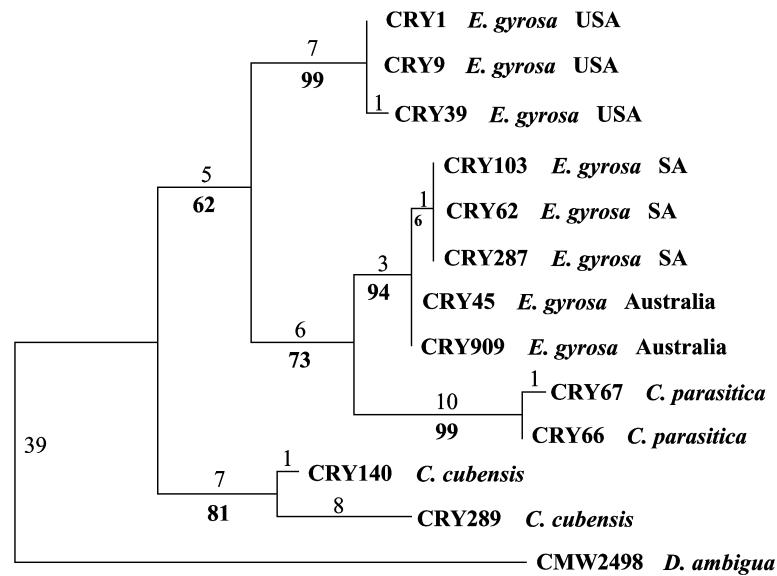 CRY1 E. gyrosa USA
7
CRY9 E. gyrosa USA
99
1
CRY39 E. gyrosa USA
CRY103 E. gyrosa SA
5
62
1
CRY62 E. gyrosa SA
6
CRY287 E. gyrosa SA
3
94
CRY45 E. gyrosa Australia
6
73
CRY909 E. gyrosa Australia
1
CRY67 C. parasitica
10
99
CRY66 C. parasitica
39
1
CRY140 C. cubensis
7
81
8
CRY289 C. cubensis
CMW2498 D. ambigua